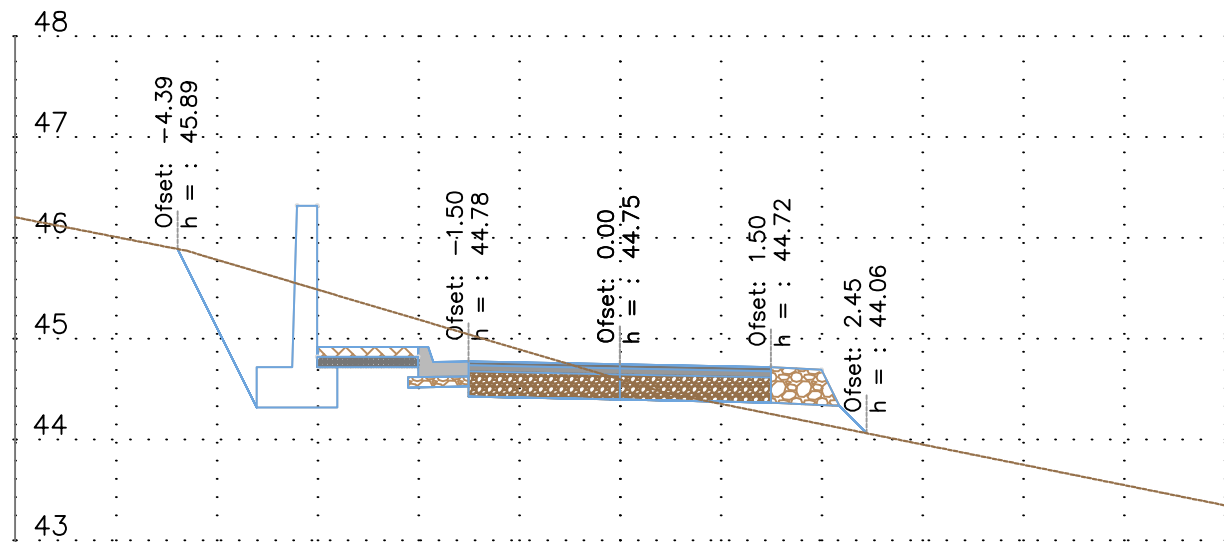 48
47
46
45
44
43
Ofset: −4.39
h = : 45.89
Ofset: −1.50
h = : 44.78
Ofset: 0.00
h = : 44.75
Ofset: 1.50
h = : 44.72
Ofset: 2.45
h = : 44.06